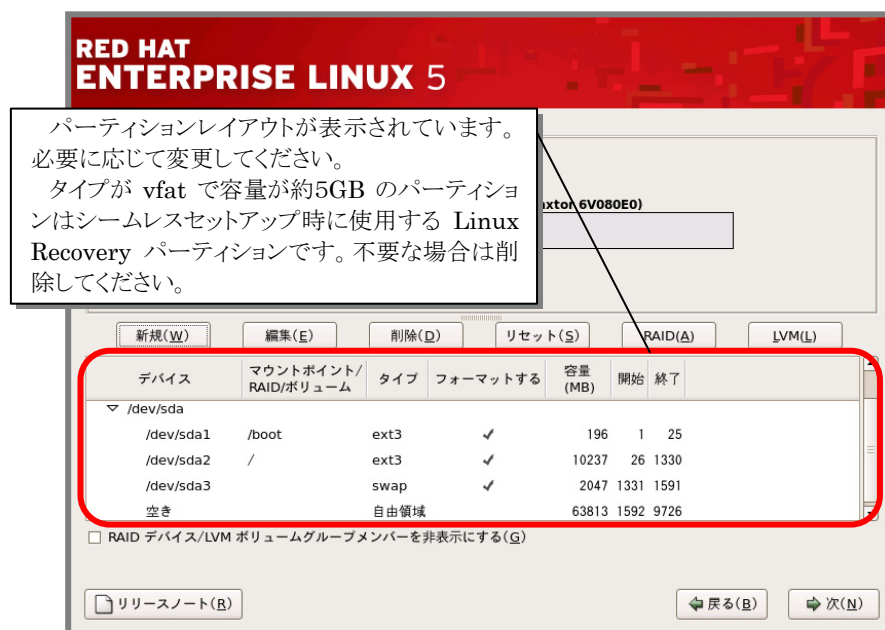 RED HAT
ENTERPRISE LINUX 5
パーティションレイアウトが表示されています。
必要に応じて変更してください。
タイプが vfat で容量が約5GB のパーティショ
ンはシームレスセットアップ時に使用する Linux
Recovery パーティションです。不要な場合は削
除してください。
xtor 6V080E0)
新規(W) 編集(E) 削除(D) リセット(S) RAID(A) LVM(L)
デバイス マウントポイント/ RAID/ボリューム タイプ フォーマットする 容量 (MB) 開始 終了
▽ /dev/sda
/dev/sda1 /boot ext3 ✓ 196 1 25
/dev/sda2 / ext3 ✓ 10237 26 1330
/dev/sda3 swap ✓ 2047 1331 1591
空き 自由領域 63813 1592 9726
RAID デバイス/LVM ボリュームグループメンバーを非表示にする(G)
リリースノート(R) 戻る(B) 次(N)